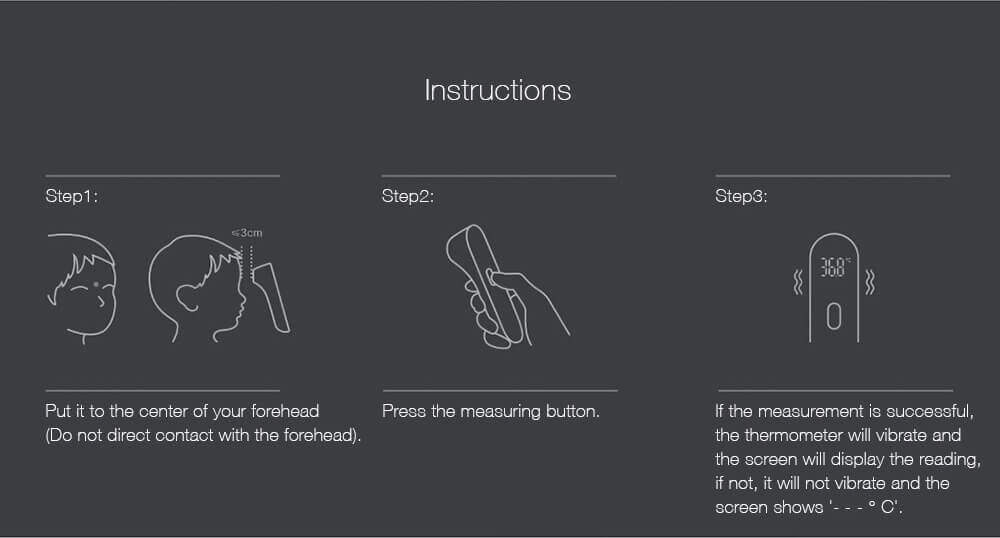 Instructions
Step1:
≤3cm
Put it to the center of your forehead
(Do not direct contact with the forehead).
Step2:
Press the measuring button.
Step3:
36.8 °C
If the measurement is successful,
the thermometer will vibrate and
the screen will display the reading,
if not, it will not vibrate and the
screen shows '- - - ° C'.